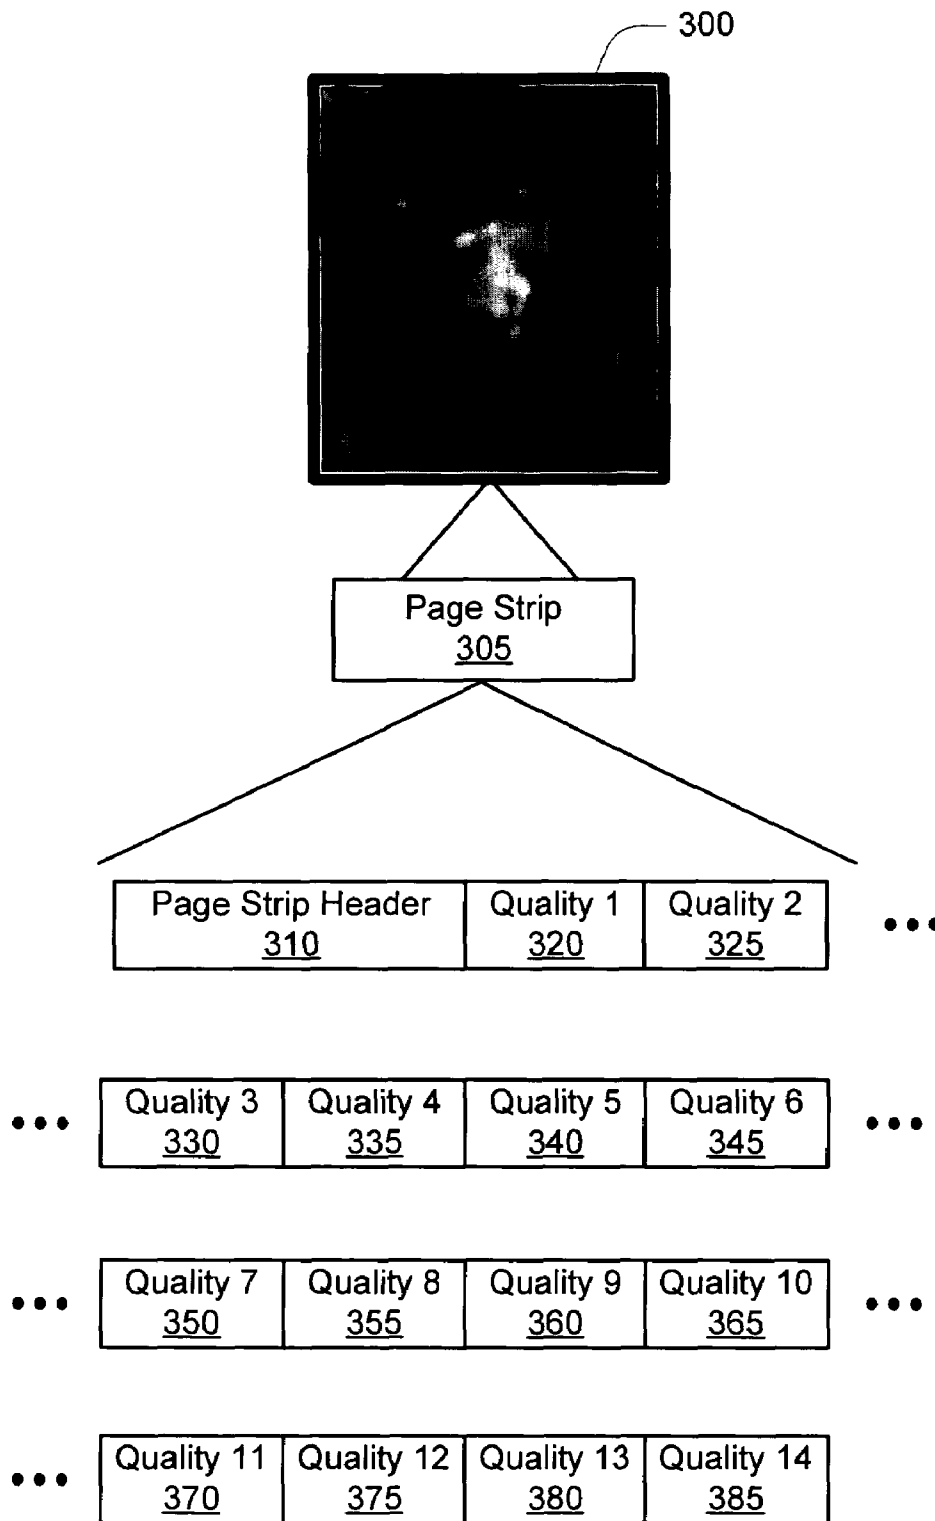 300
Page Strip
305
Page Strip Header
310
Quality 1
320
Quality 2
325
•••
••• Quality 3
330
Quality 4
335
Quality 5
340
Quality 6
345
•••
••• Quality 7
350
Quality 8
355
Quality 9
360
Quality 10
365
•••
••• Quality 11
370
Quality 12
375
Quality 13
380
Quality 14
385